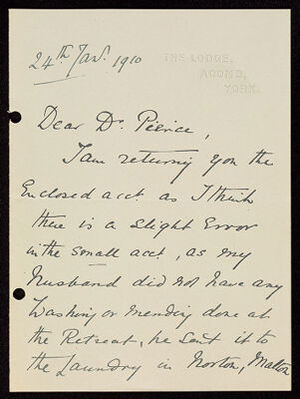 24th Jany. 1910
THE LODGE,
ACOMB,
YORK.
Dear Dr. Pierce,
I am returning you the
Enclosed acct. as I think
there is a slight Error
in the small acct, as my
Husband did not have any
Washing or mending done at
the Retreat, he sent it to
the Laundry in Norton, Malton